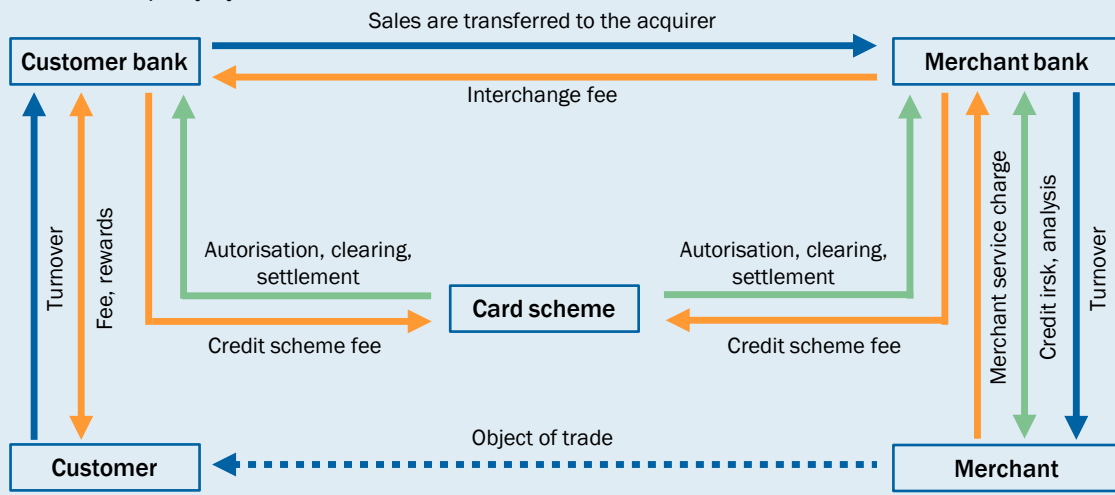 Sales are transferred to the acquirer
Customer bank
Merchant bank
Interchange fee
Turnover
Fee, rewards
Autorisation, clearing,
settlement
Autorisation, clearing,
settlement
Merchant service charge
Credit irsk, analysis
Turnover
Card scheme
Credit scheme fee
Credit scheme fee
Object of trade
Customer
Merchant